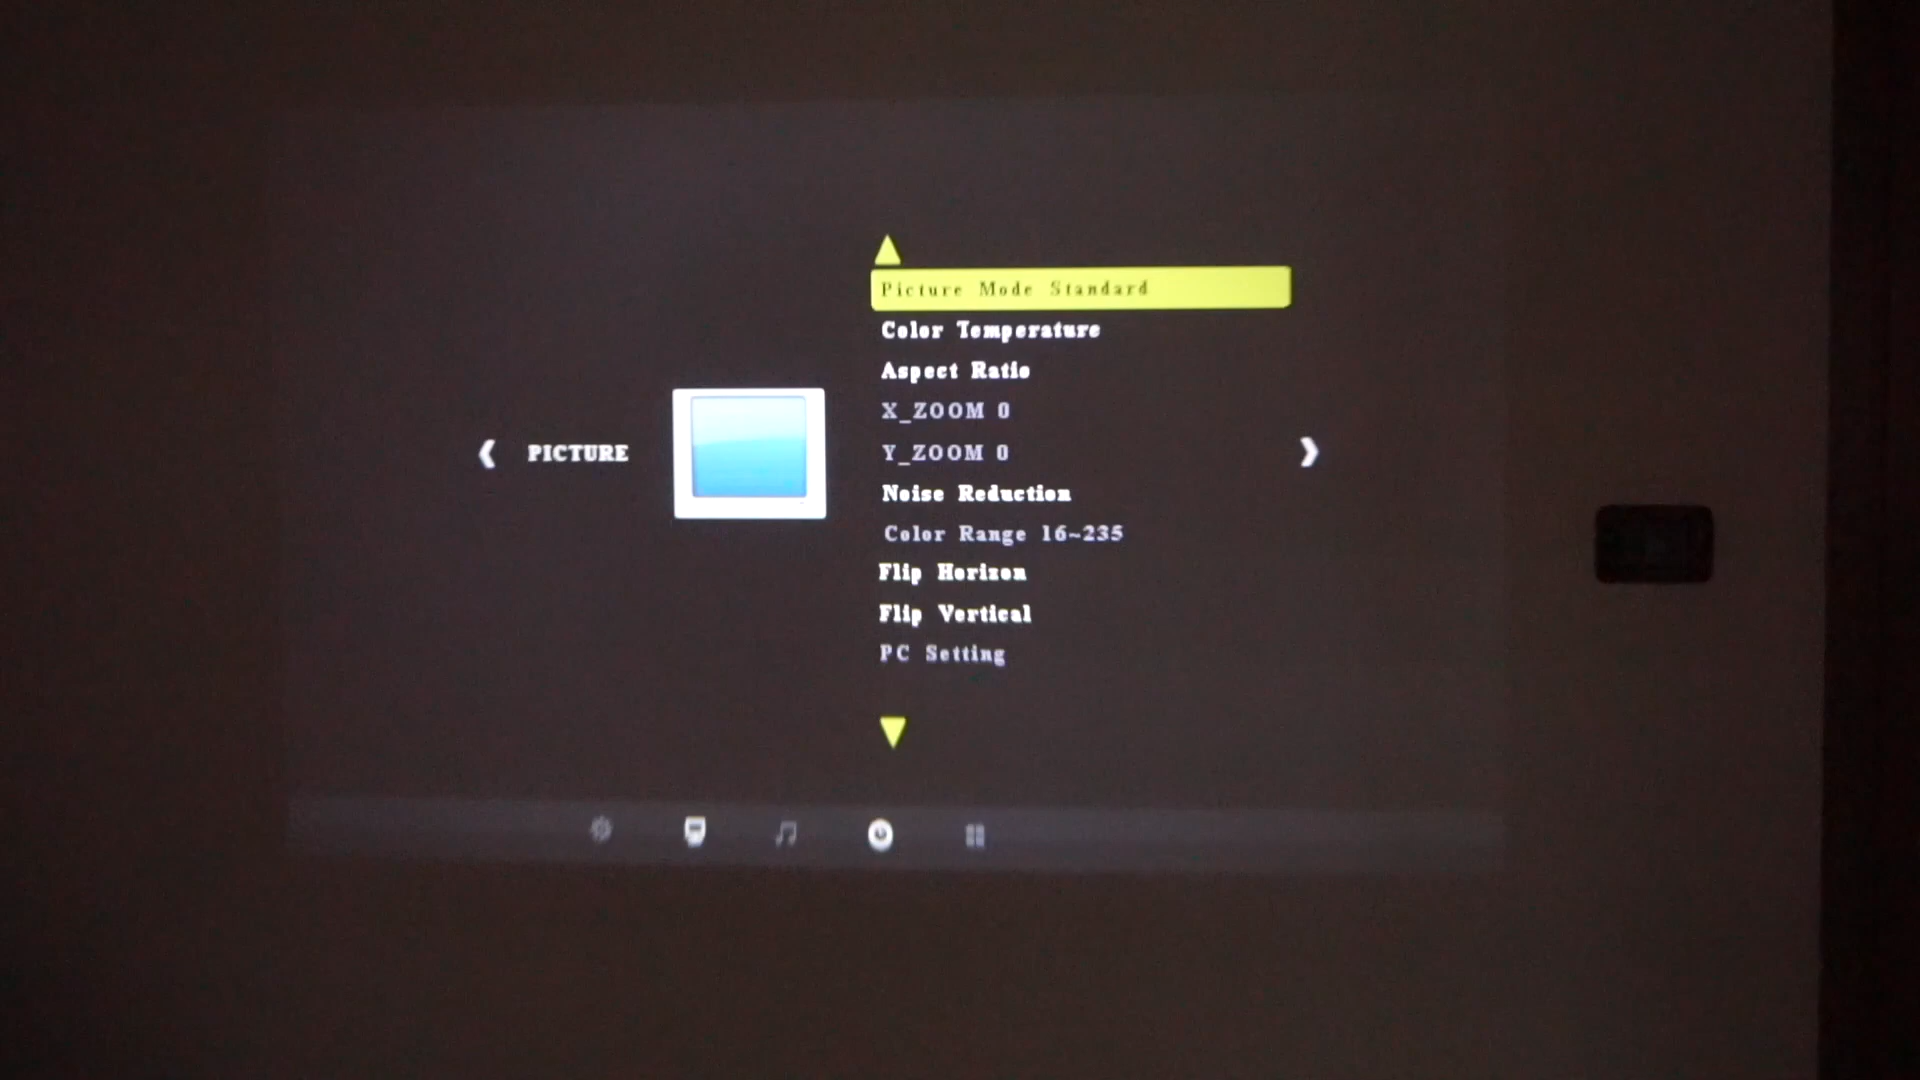 Picture Mode Standard
Color Temperature
Aspect Ratio
X_ZOOM 0
PICTURE
Y_ZOOM 0
Noise Reduction
Color Range 16~235
Flip Horizon
Flip Vertical
PC Setting